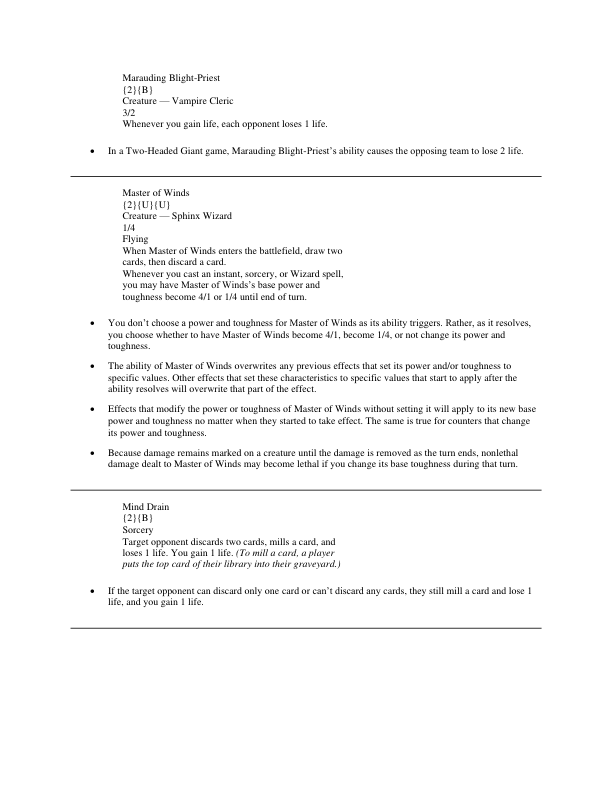 Marauding Blight-Priest
{2}{B}
Creature — Vampire Cleric
3/2
Whenever you gain life, each opponent loses 1 life.
• In a Two-Headed Giant game, Marauding Blight-Priest’s ability causes the opposing team to lose 2 life.
Master of Winds
{2}{U}{U}
Creature — Sphinx Wizard
1/4
Flying
When Master of Winds enters the battlefield, draw two
cards, then discard a card.
Whenever you cast an instant, sorcery, or Wizard spell,
you may have Master of Winds’s base power and
toughness become 4/1 or 1/4 until end of turn.
• You don’t choose a power and toughness for Master of Winds as its ability triggers. Rather, as it resolves,
you choose whether to have Master of Winds become 4/1, become 1/4, or not change its power and
toughness.
• The ability of Master of Winds overwrites any previous effects that set its power and/or toughness to
specific values. Other effects that set these characteristics to specific values that start to apply after the
ability resolves will overwrite that part of the effect.
• Effects that modify the power or toughness of Master of Winds without setting it will apply to its new base
power and toughness no matter when they started to take effect. The same is true for counters that change
its power and toughness.
• Because damage remains marked on a creature until the damage is removed as the turn ends, nonlethal
damage dealt to Master of Winds may become lethal if you change its base toughness during that turn.
Mind Drain
{2}{B}
Sorcery
Target opponent discards two cards, mills a card, and
loses 1 life. You gain 1 life. (To mill a card, a player
puts the top card of their library into their graveyard.)
• If the target opponent can discard only one card or can’t discard any cards, they still mill a card and lose 1
life, and you gain 1 life.